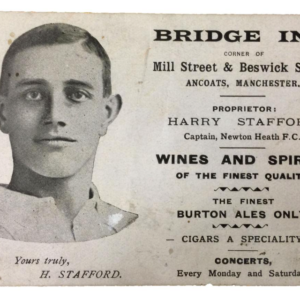 BRIDGE IN
CORNER OF
Mill Street & Beswick S
ANCOATS, MANCHESTER.
PROPRIETOR:
HARRY STAFFO
Captain, Newton Heath F.C.
WINES AND SPIR
OF THE FINEST QUALIT
THE FINEST
BURTON ALES ONL
— CIGARS A SPECIALITY
CONCERTS,
Every Monday and Saturda
Yours truly,
H. STAFFORD.